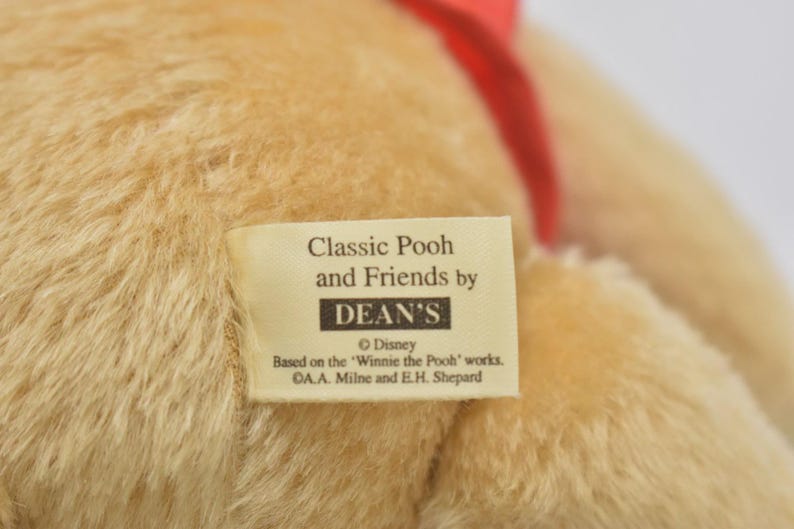 Classic Pooh
and Friends by
DEAN'S
© Disney
Based on the 'Winnie the Pooh' works.
©A.A. Milne and E.H. Shepard